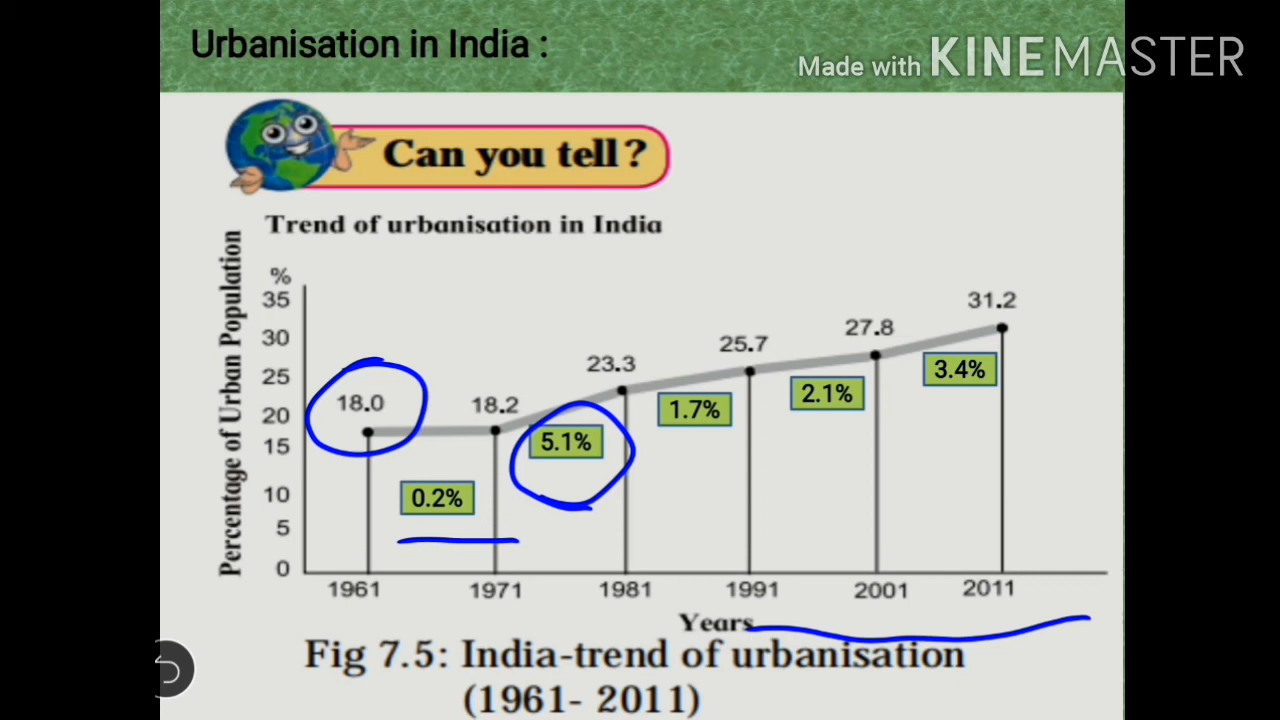 Urbanisation in India :
Made with KINEMASTER
Can you tell?
Trend of urbanisation in India
Percentage of Urban Population
%
35
30
25
20
15
10
5
0
18.0
18.2
23.3
25.7
27.8
31.2
0.2%
5.1%
1.7%
2.1%
3.4%
1961 1971 1981 1991 2001 2011
Years
Fig 7.5: India-trend of urbanisation
(1961- 2011)